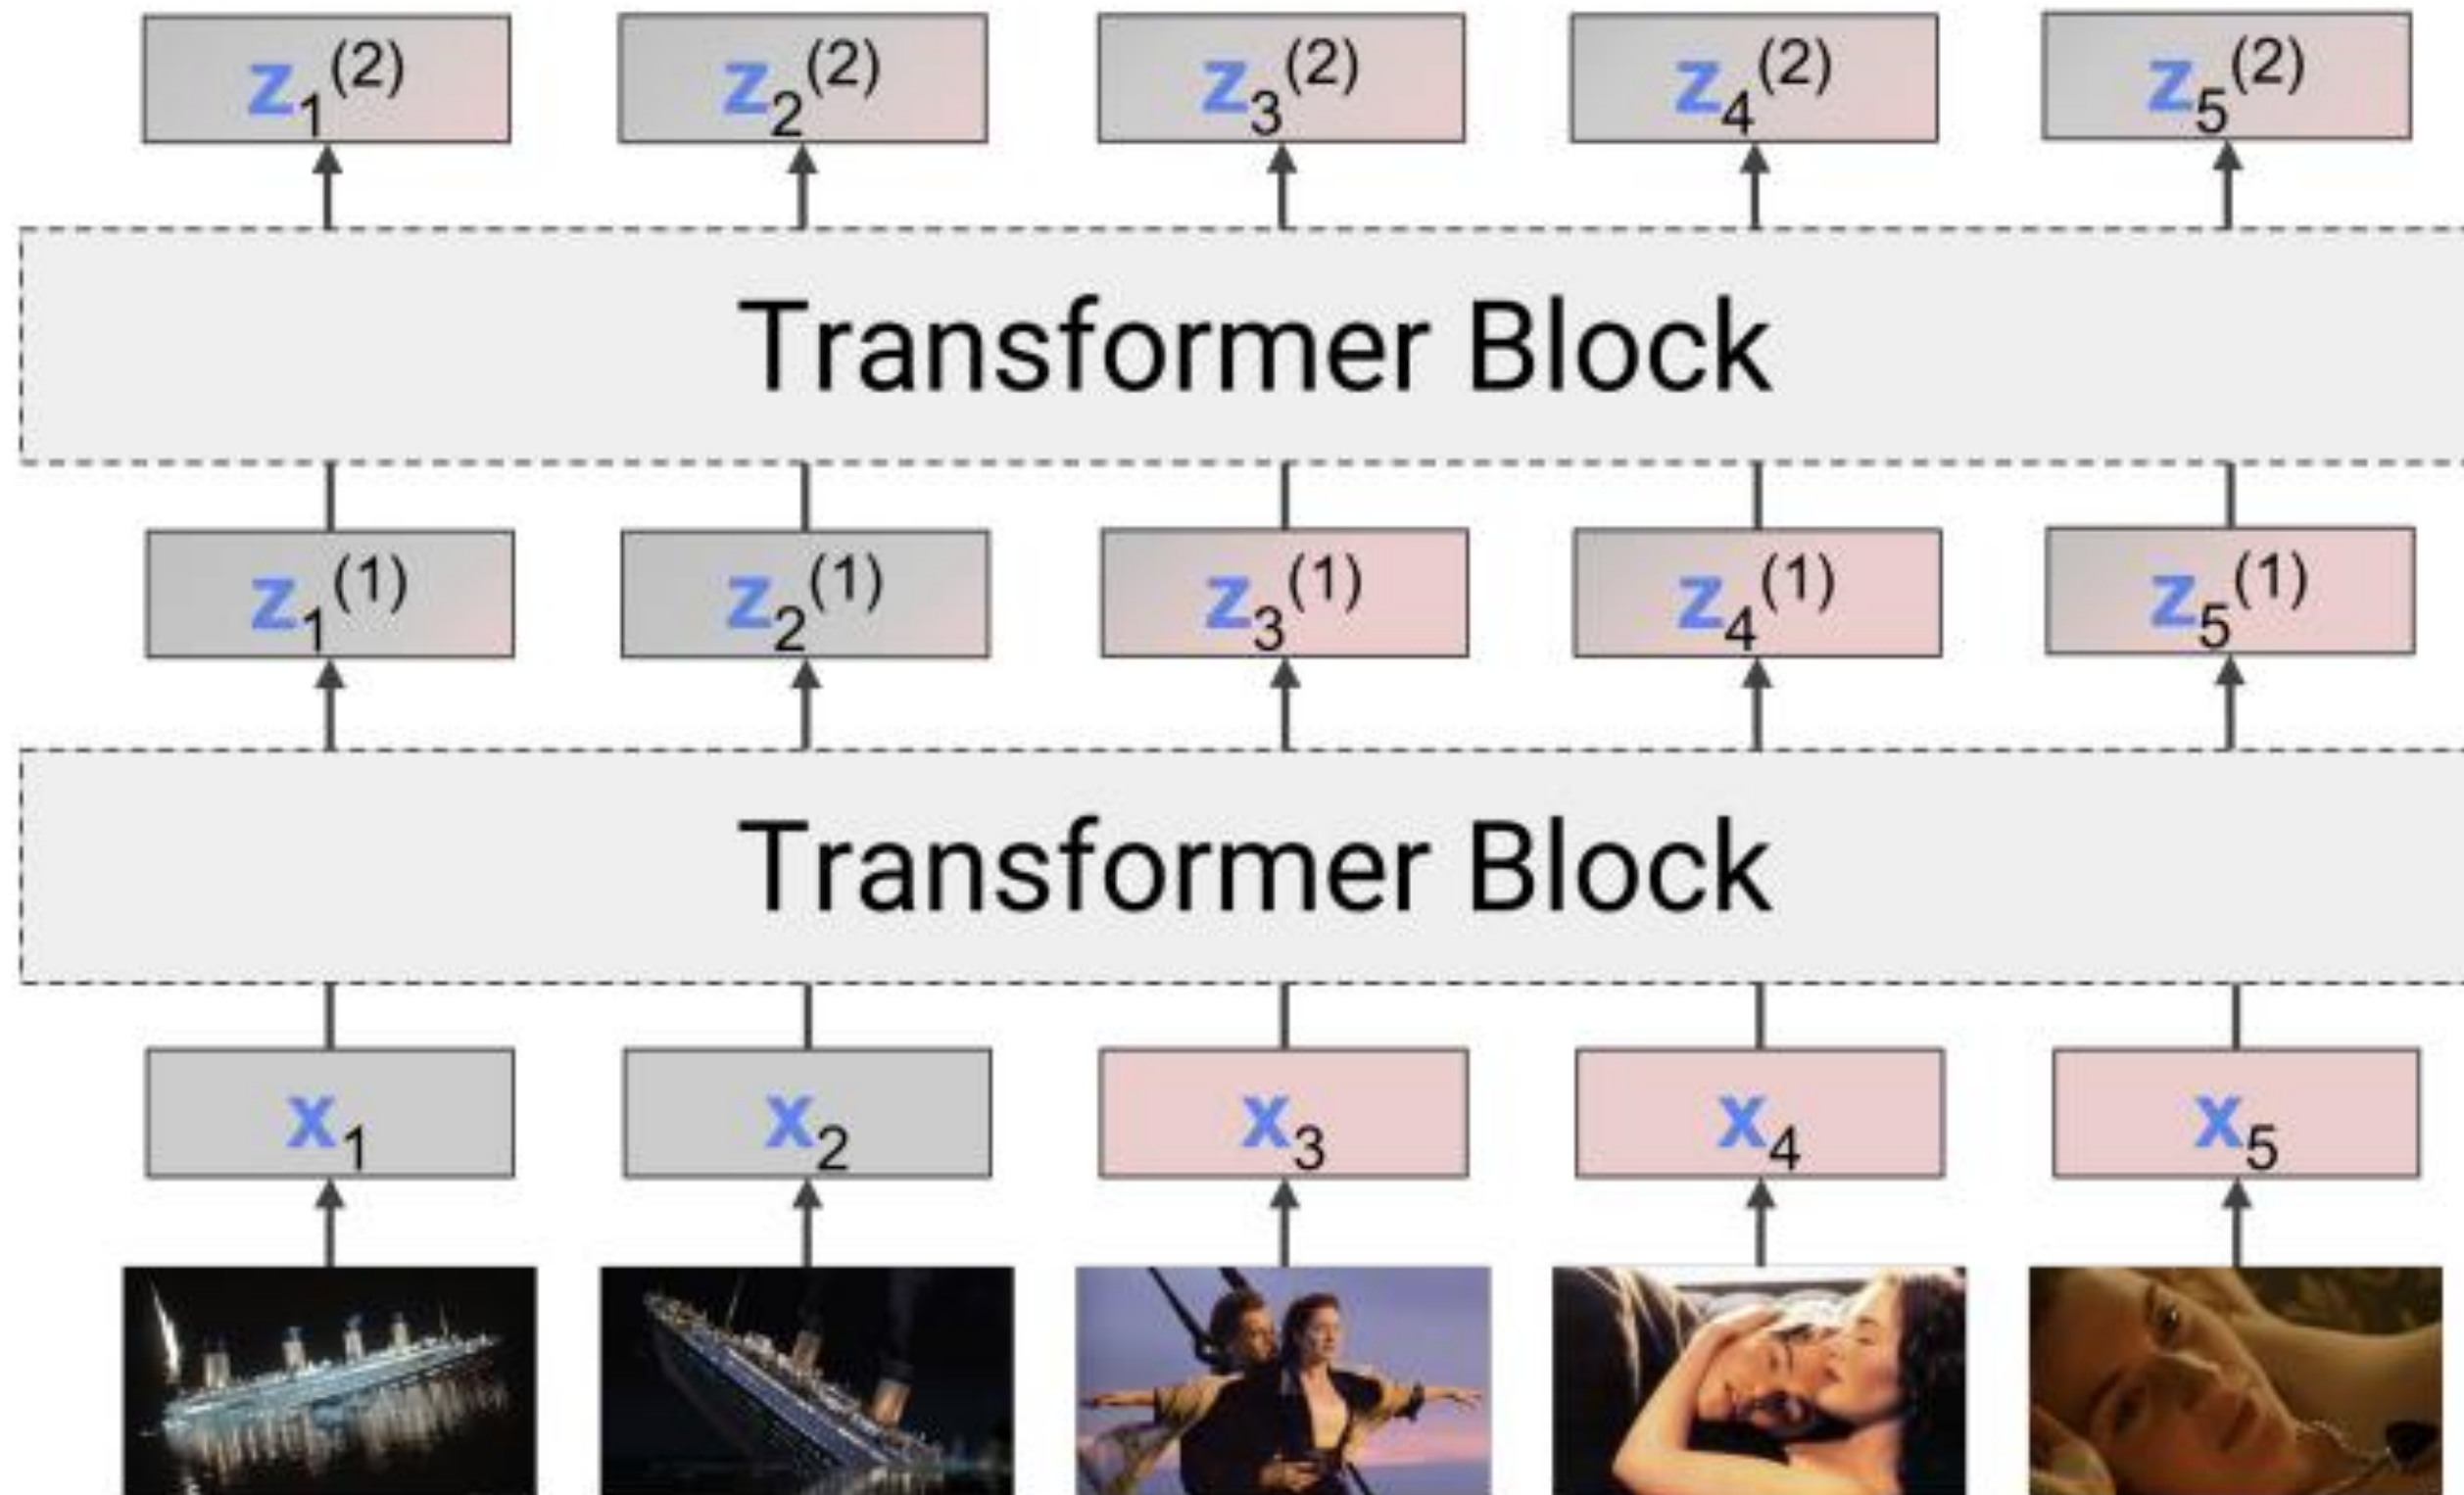 z₁⁽²⁾ z₂⁽²⁾ z₃⁽²⁾ z₄⁽²⁾ z₅⁽²⁾
Transformer Block
z₁⁽¹⁾ z₂⁽¹⁾ z₃⁽¹⁾ z₄⁽¹⁾ z₅⁽¹⁾
Transformer Block
x₁ x₂ x₃ x₄ x₅